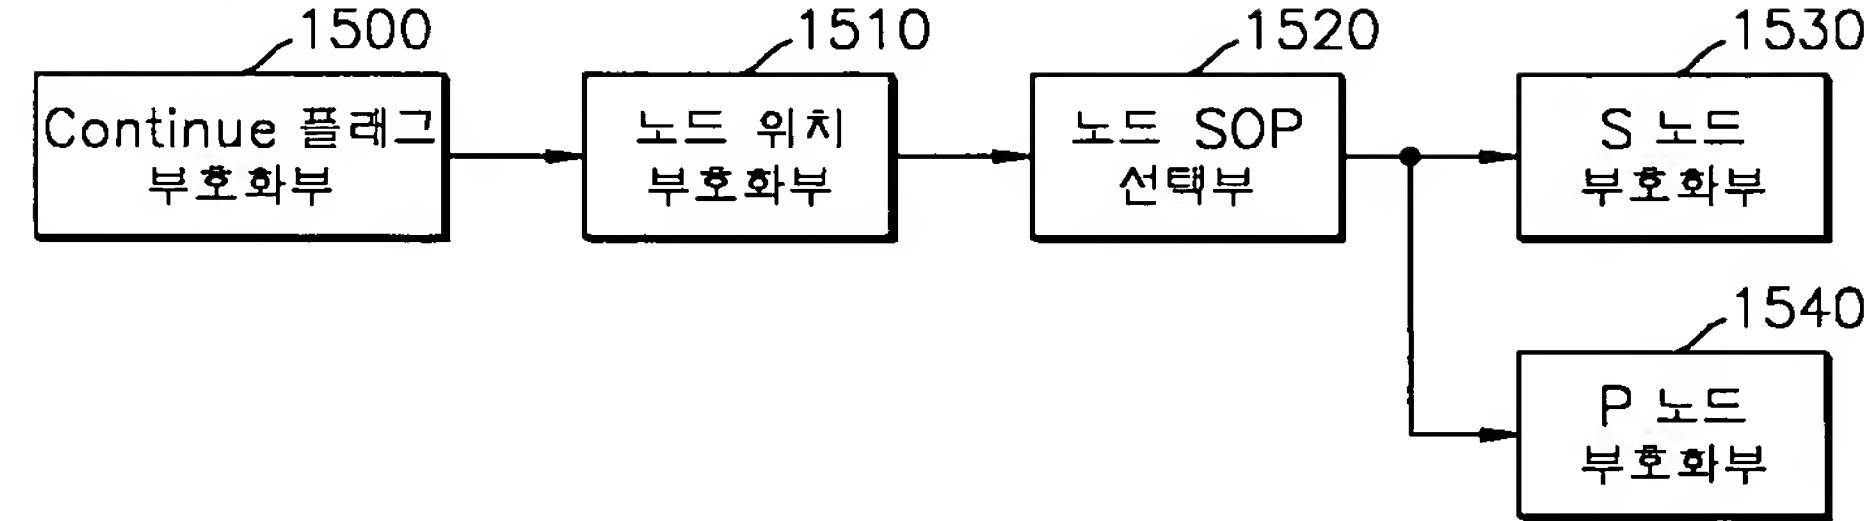 1500
Continue 플래그
부호화부
1510
노드 위치
부호화부
1520
노드 SOP
선택부
1530
S 노드
부호화부
1540
P 노드
부호화부